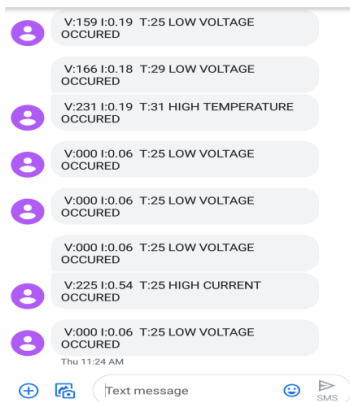 V:159 I:0.19 T:25 LOW VOLTAGE
OCCURED
V:166 I:0.18 T:29 LOW VOLTAGE
OCCURED
V:231 I:0.19 T:31 HIGH TEMPERATURE
OCCURED
V:000 I:0.06 T:25 LOW VOLTAGE
OCCURED
V:000 I:0.06 T:25 LOW VOLTAGE
OCCURED
V:000 I:0.06 T:25 LOW VOLTAGE
OCCURED
V:225 I:0.54 T:25 HIGH CURRENT
OCCURED
V:000 I:0.06 T:25 LOW VOLTAGE
OCCURED
Thu 11:24 AM
Text message
SMS